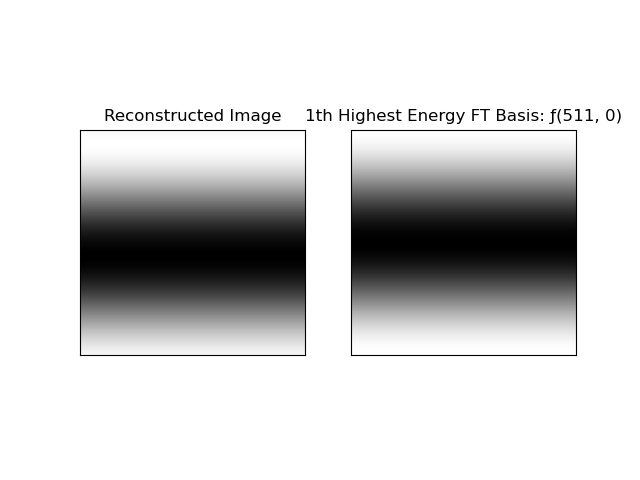 Reconstructed Image
1th Highest Energy FT Basis: ƒ(511, 0)